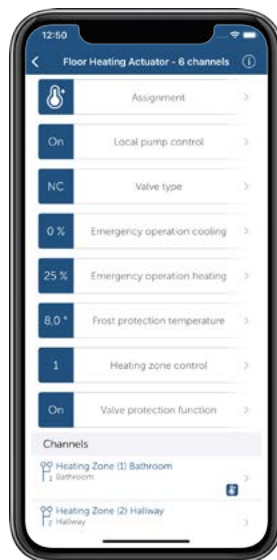 12:50
Floor Heating Actuator - 6 channels
Assignment
On Local pump control
NC Valve type
0 % Emergency operation cooling
25 % Emergency operation heating
8,0 ° Frost protection temperature
1 Heating zone control
On Valve protection function
Channels
Heating Zone (1) Bathroom
1 Bathroom
Heating Zone (2) Hallway
2 Hallway